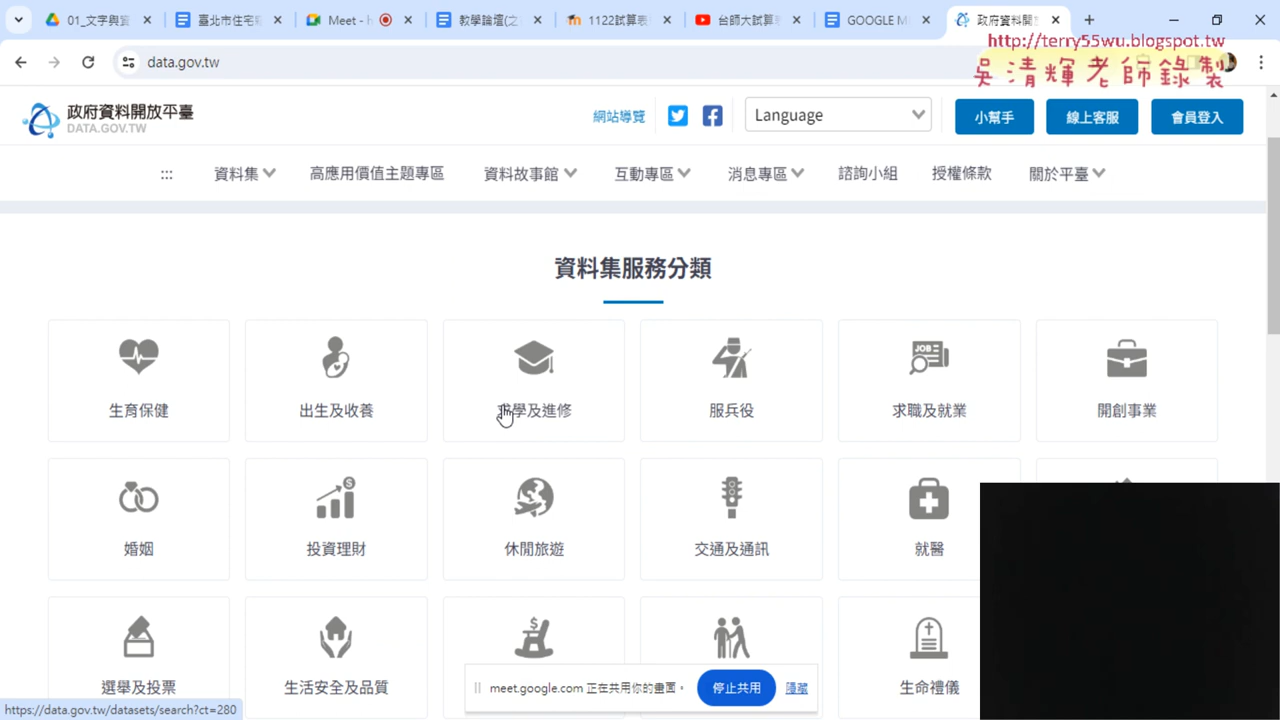 01_文字與資
臺北市住宅
Meet - h
教學論壇(之
1122試算表
台師大試算
GOOGLE M
政府資料開
data.gov.tw
http://terry55wu.blogspot.tw
吳清輝老師錄製
政府資料開放平臺
DATA.GOV.TW
網站導覽
Language
小幫手
線上客服
會員登入
:::
資料集
高應用價值主題專區
資料故事館
互動專區
消息專區
諮詢小組
授權條款
關於平臺
資料集服務分類
生育保健
出生及收養
求學及進修
服兵役
求職及就業
開創事業
婚姻
投資理財
休閒旅遊
交通及通訊
就醫
選舉及投票
生活安全及品質
生命禮儀
meet.google.com 正在共用你的畫面。
停止共用
隱藏
https://data.gov.tw/datasets/search?ct=280